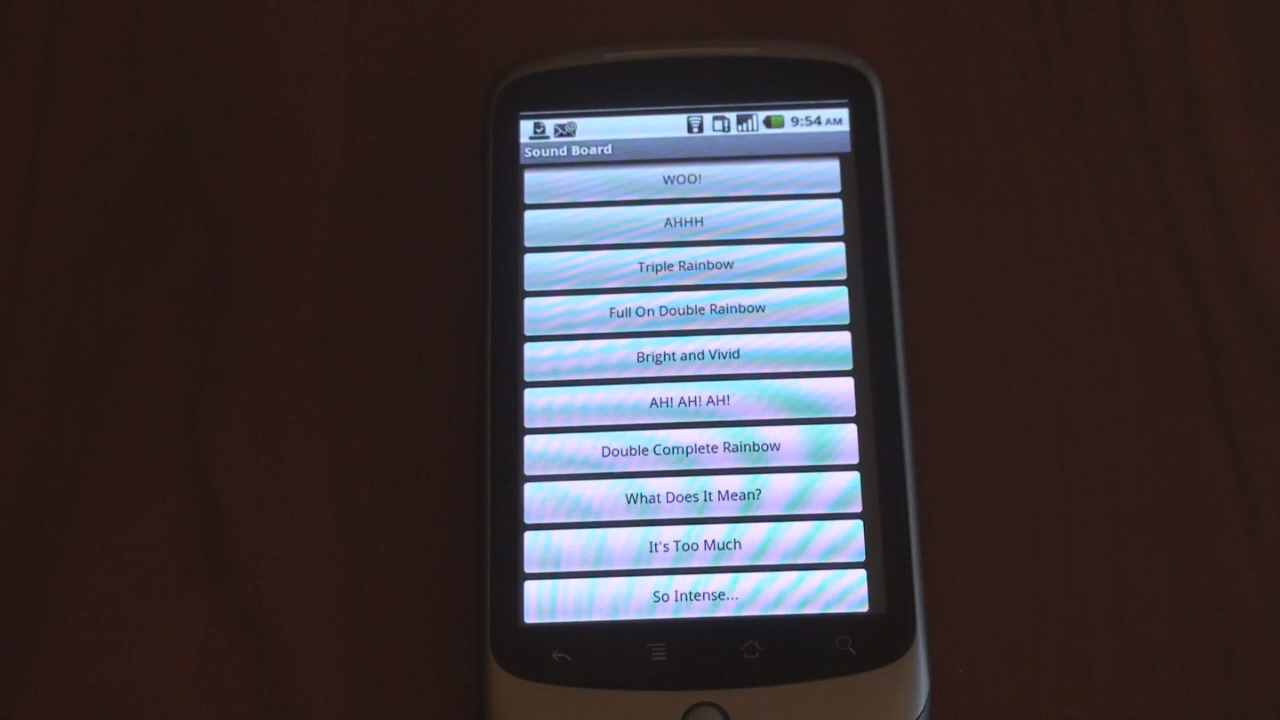 9:54 AM
Sound Board
WOO!
AHHH
Triple Rainbow
Full On Double Rainbow
Bright and Vivid
AH! AH! AH!
Double Complete Rainbow
What Does It Mean?
It's Too Much
So Intense...